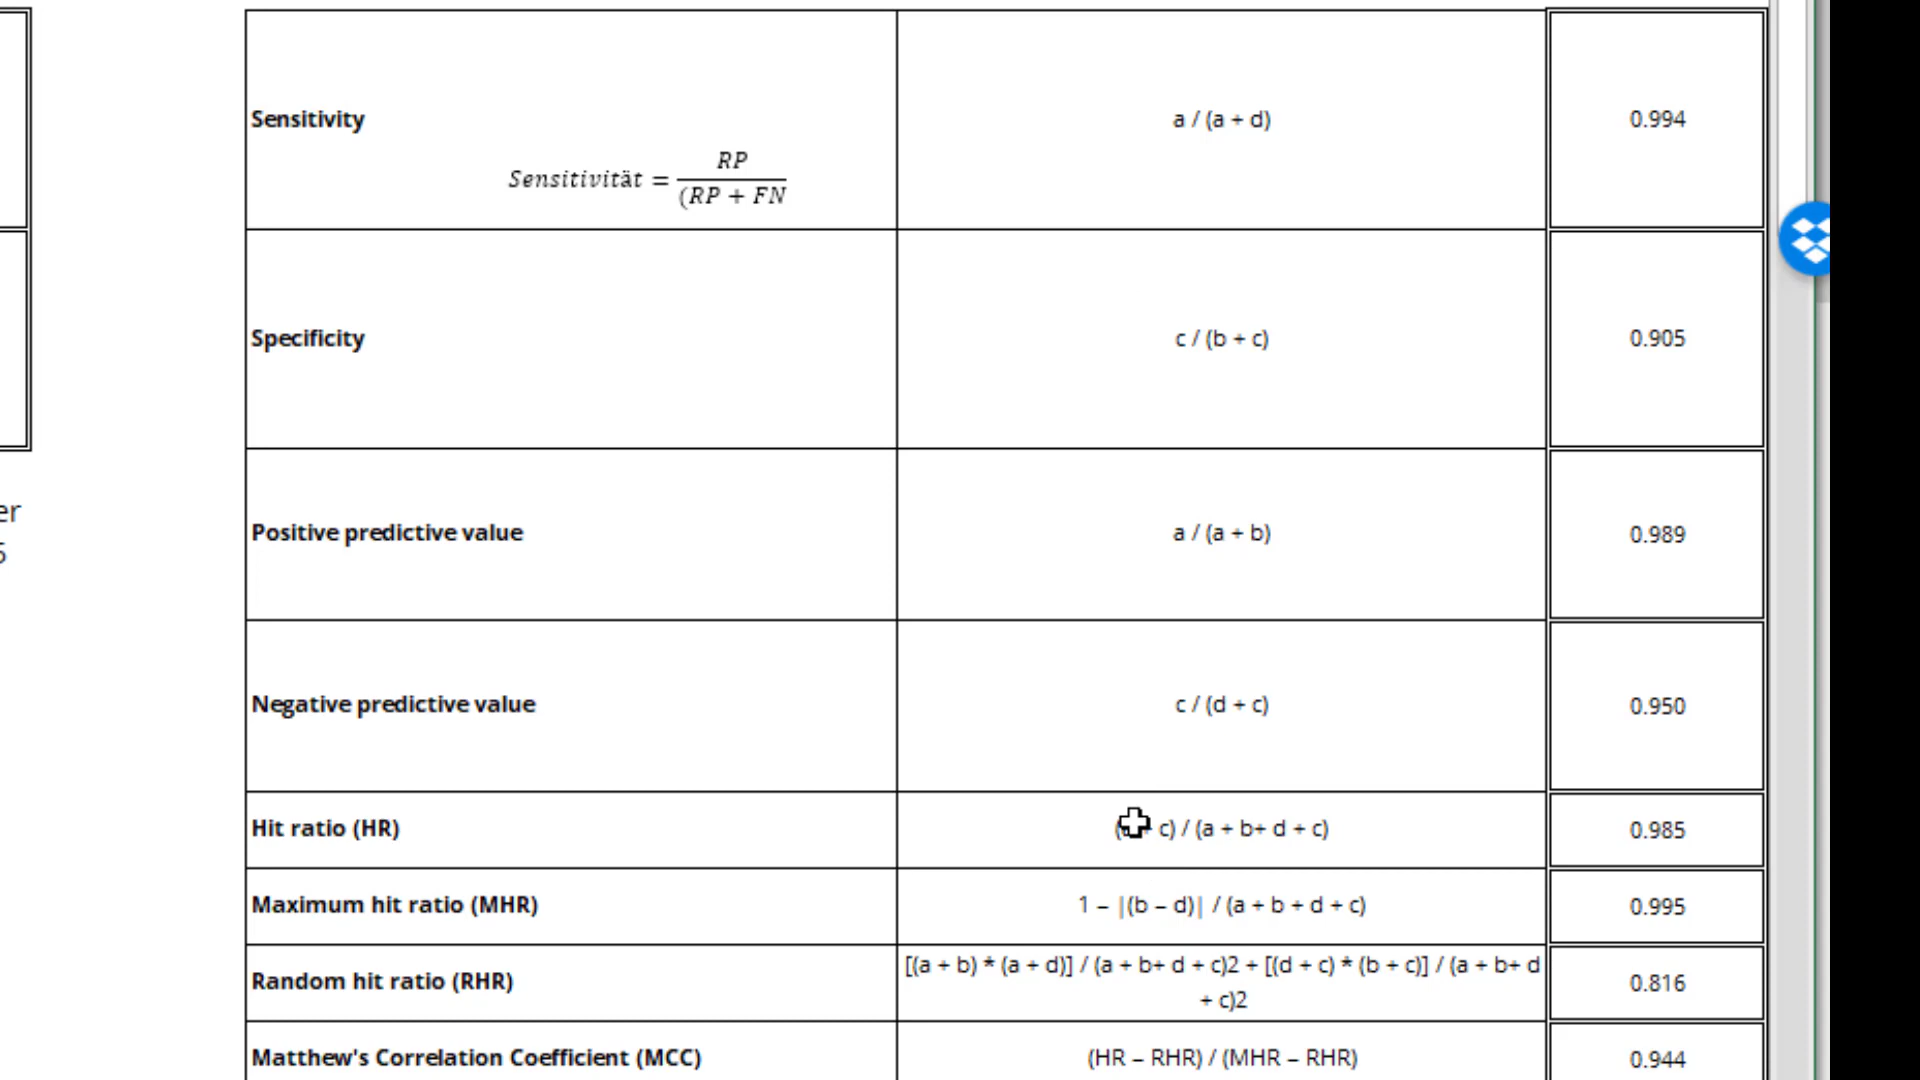 Sensitivity
a / (a + d)
0.994
Sensitivität = RP
(RP + FN
Specificity
c / (b + c)
0.905
er
5
Positive predictive value
a / (a + b)
0.989
Negative predictive value
c / (d + c)
0.950
Hit ratio (HR)
c) / (a + b+ d + c)
0.985
Maximum hit ratio (MHR)
1 – |(b – d)| / (a + b + d + c)
0.995
Random hit ratio (RHR)
[(a + b) * (a + d)] / (a + b+ d + c)2 + [(d + c) * (b + c)] / (a + b+ d
+ c)2
0.816
Matthew's Correlation Coefficient (MCC)
(HR – RHR) / (MHR – RHR)
0.944